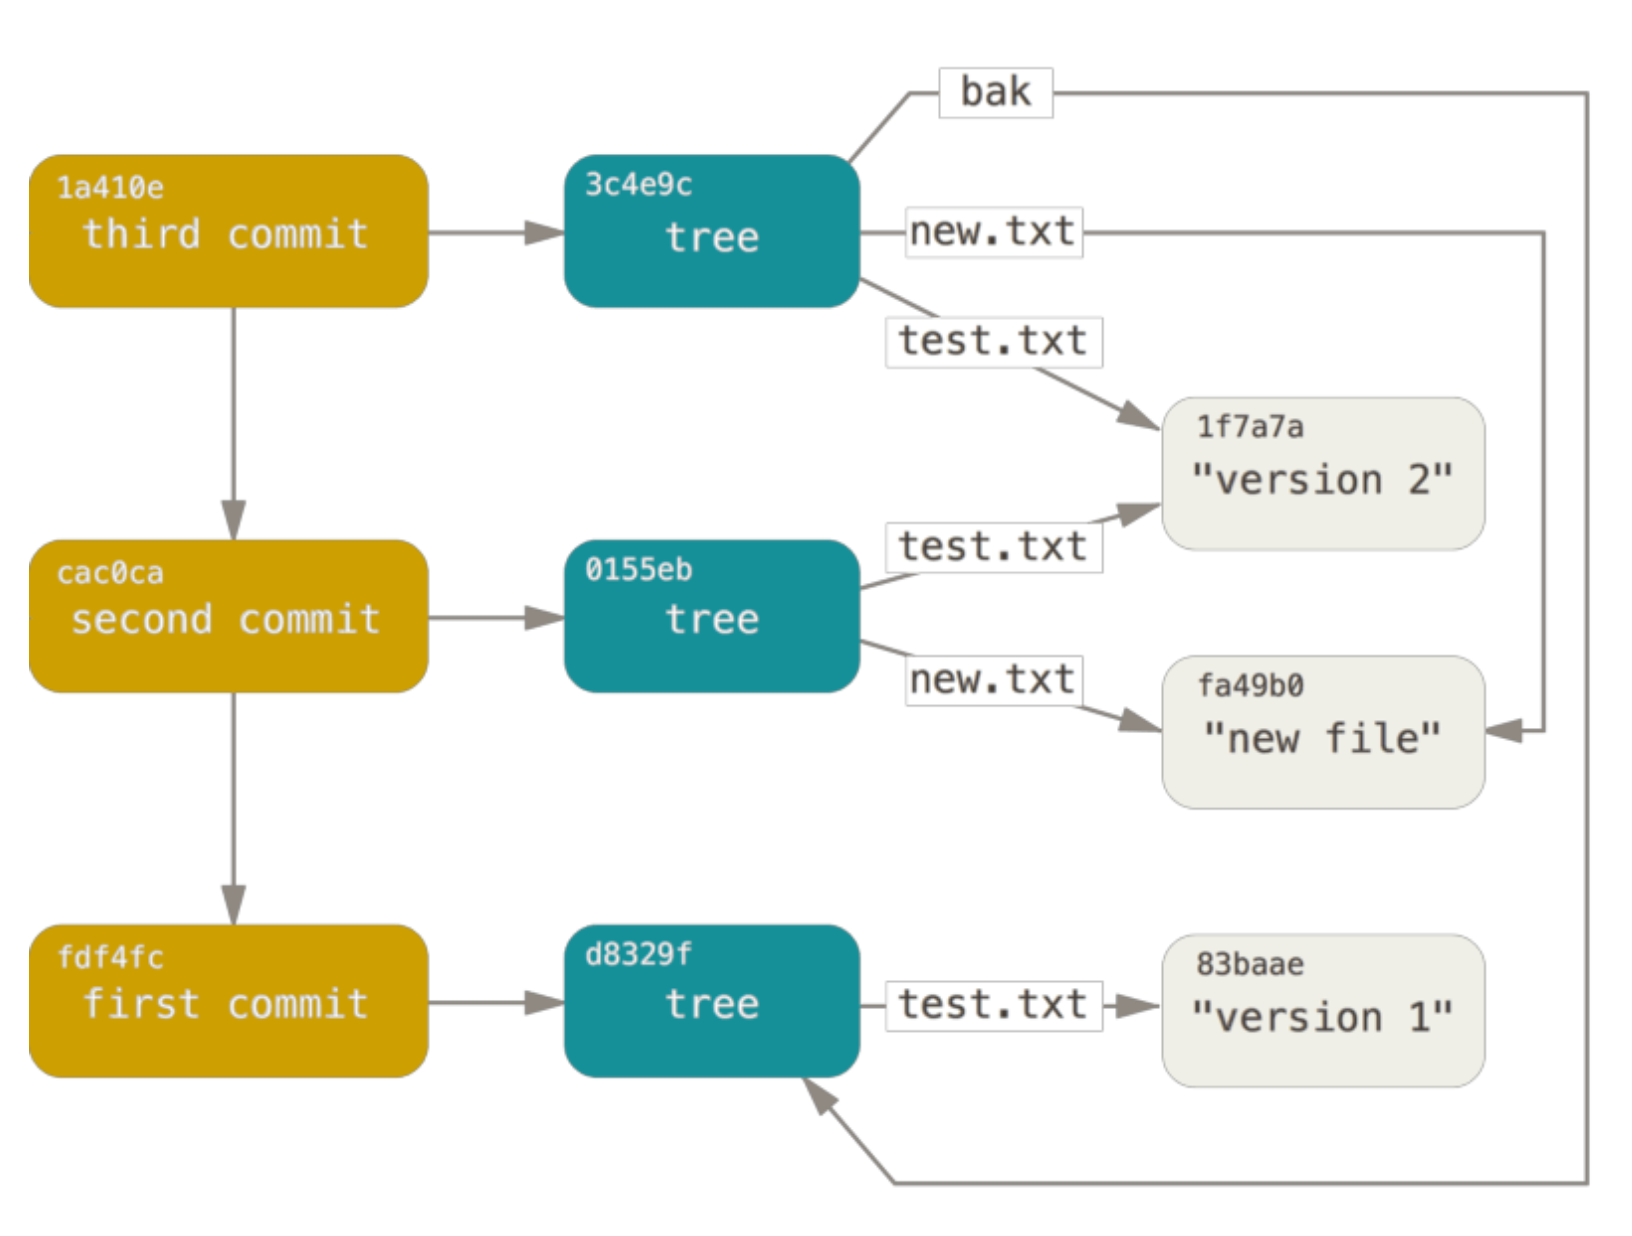 bak
1a410e
third commit
3c4e9c
tree
new.txt
test.txt
1f7a7a
"version 2"
cac0ca
second commit
0155eb
tree
test.txt
new.txt
fa49b0
"new file"
fdf4fc
first commit
d8329f
tree
test.txt
83baae
"version 1"